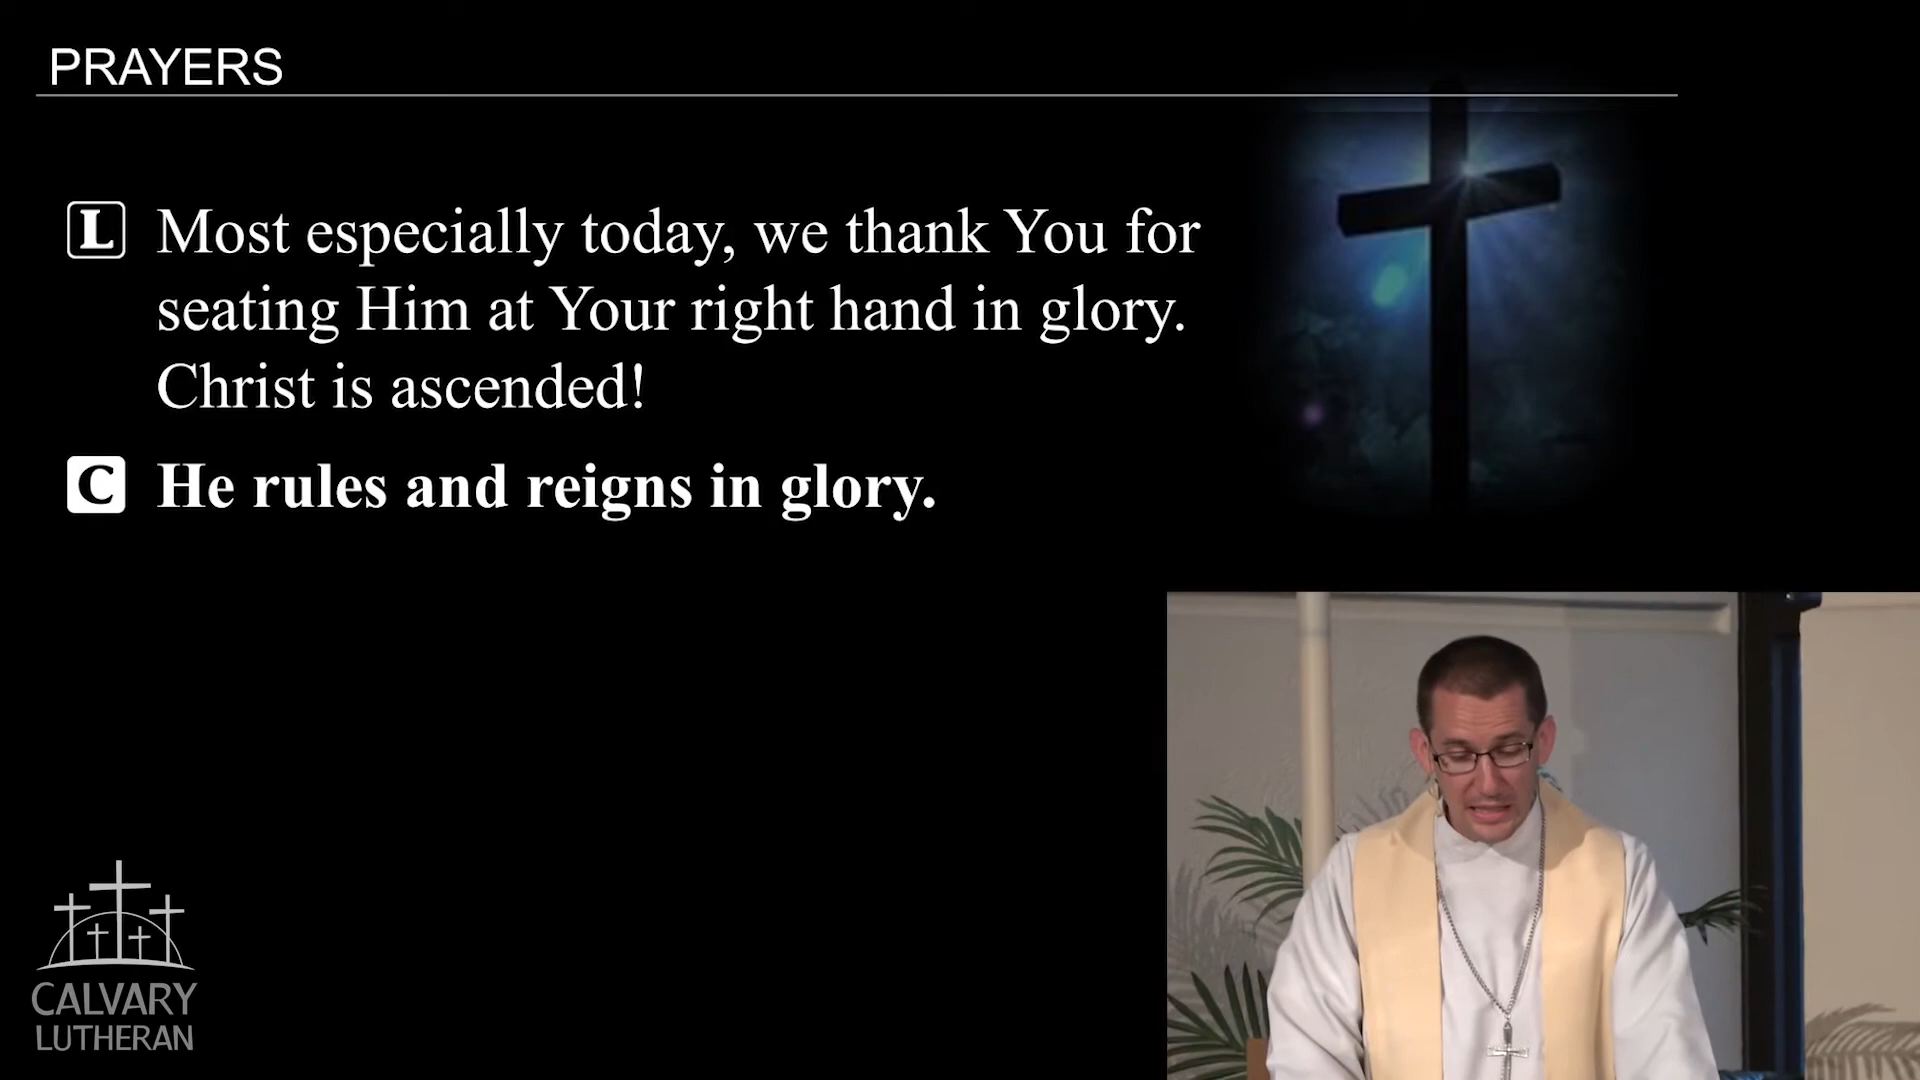 PRAYERS
L Most especially today, we thank You for
seating Him at Your right hand in glory.
Christ is ascended!
C He rules and reigns in glory.
CALVARY
LUTHERAN